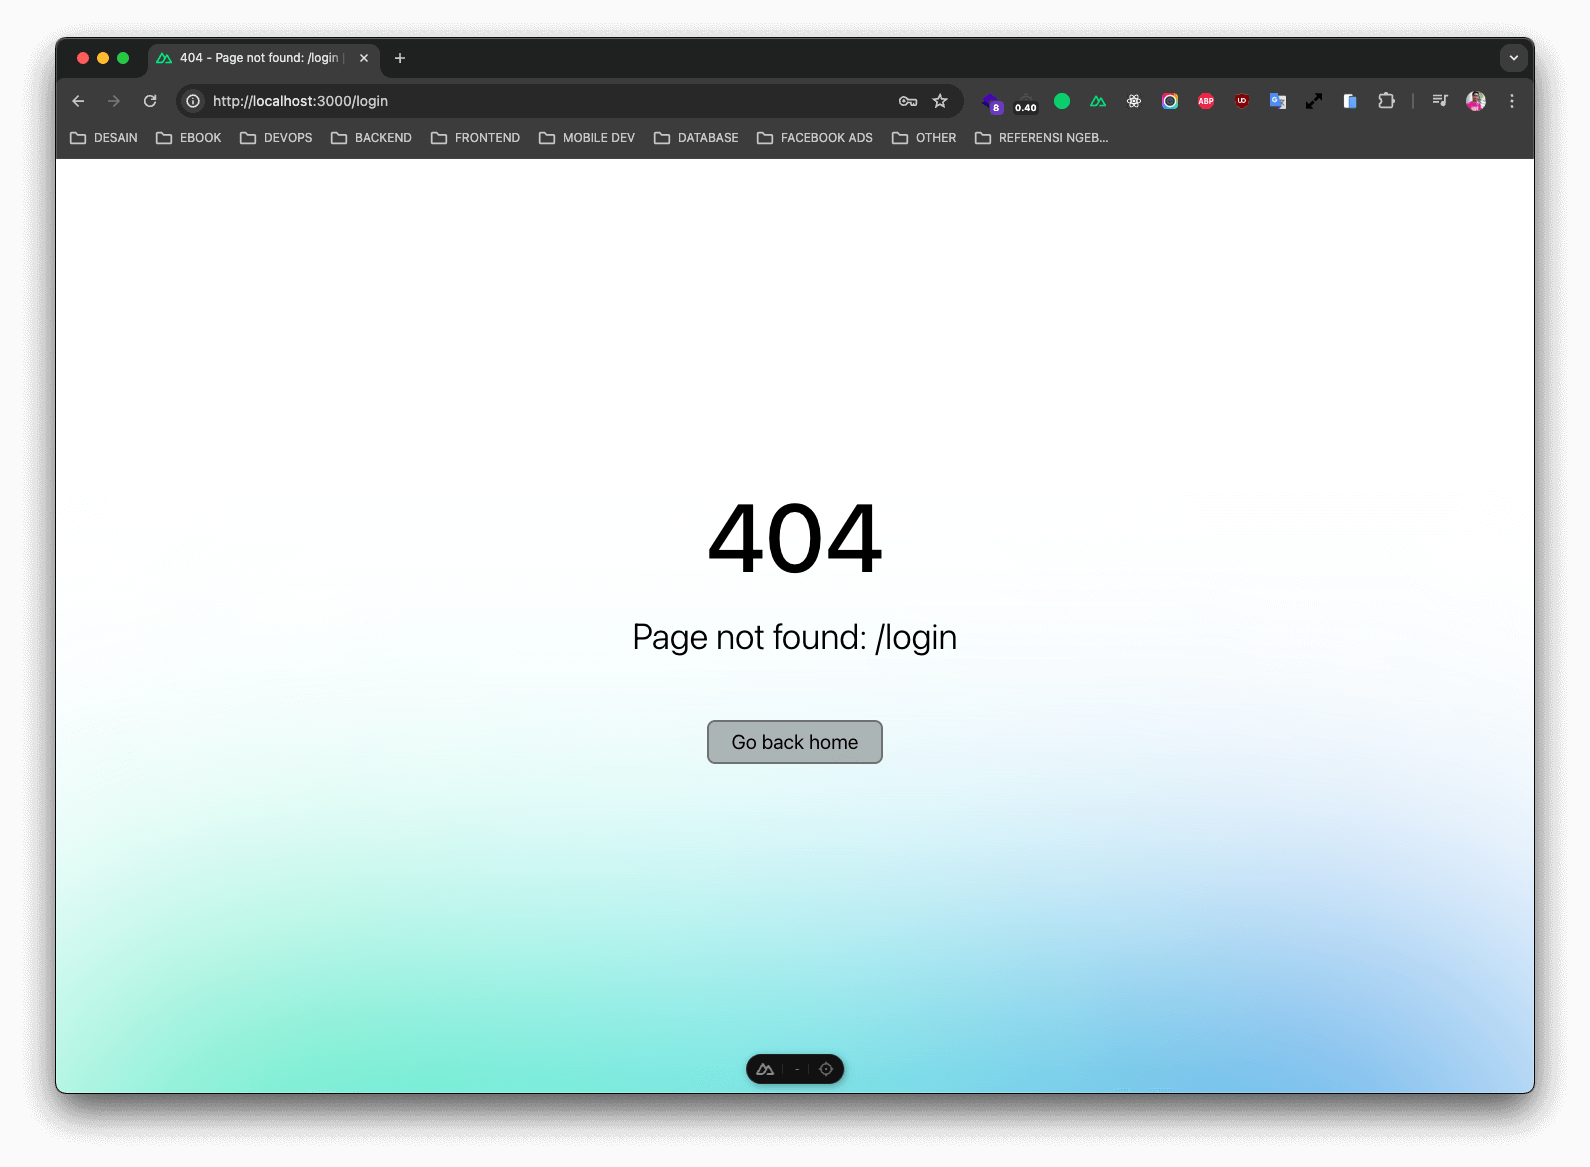 404 - Page not found: /login |
http://localhost:3000/login
8
0.40
ABP
UD
G
DESAIN
EBOOK
DEVOPS
BACKEND
FRONTEND
MOBILE DEV
DATABASE
FACEBOOK ADS
OTHER
REFERENSI NGEB...
404
Page not found: /login
Go back home
-